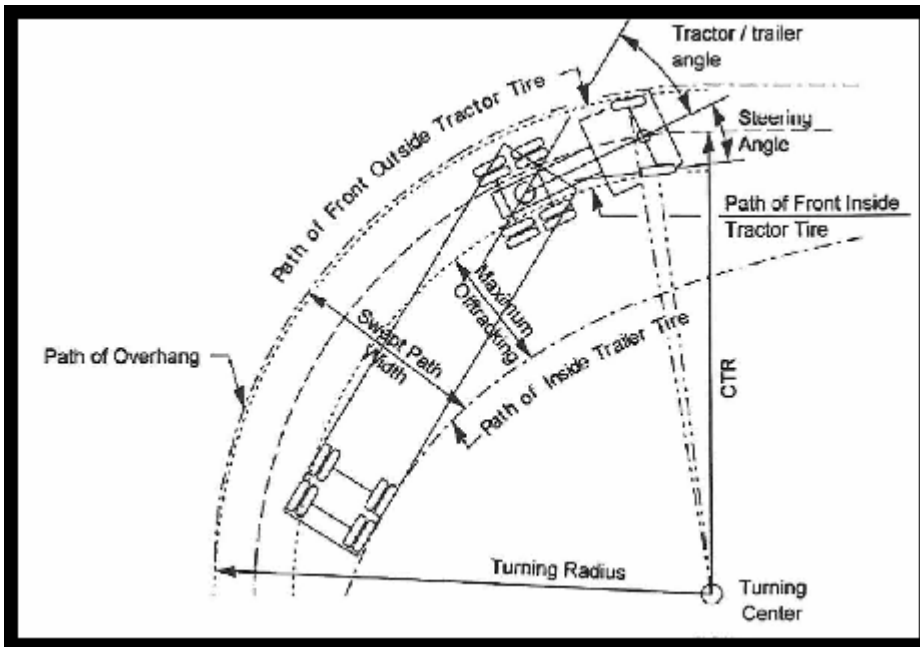 Tractor / trailer
angle
Path of Front Outside Tractor Tire
Steering
Angle
Path of Front Inside
Tractor Tire
Maximum
Offtracking
Swept Path
Width
Path of Inside Trailer Tire
Path of Overhang
CTR
Turning Radius
Turning
Center